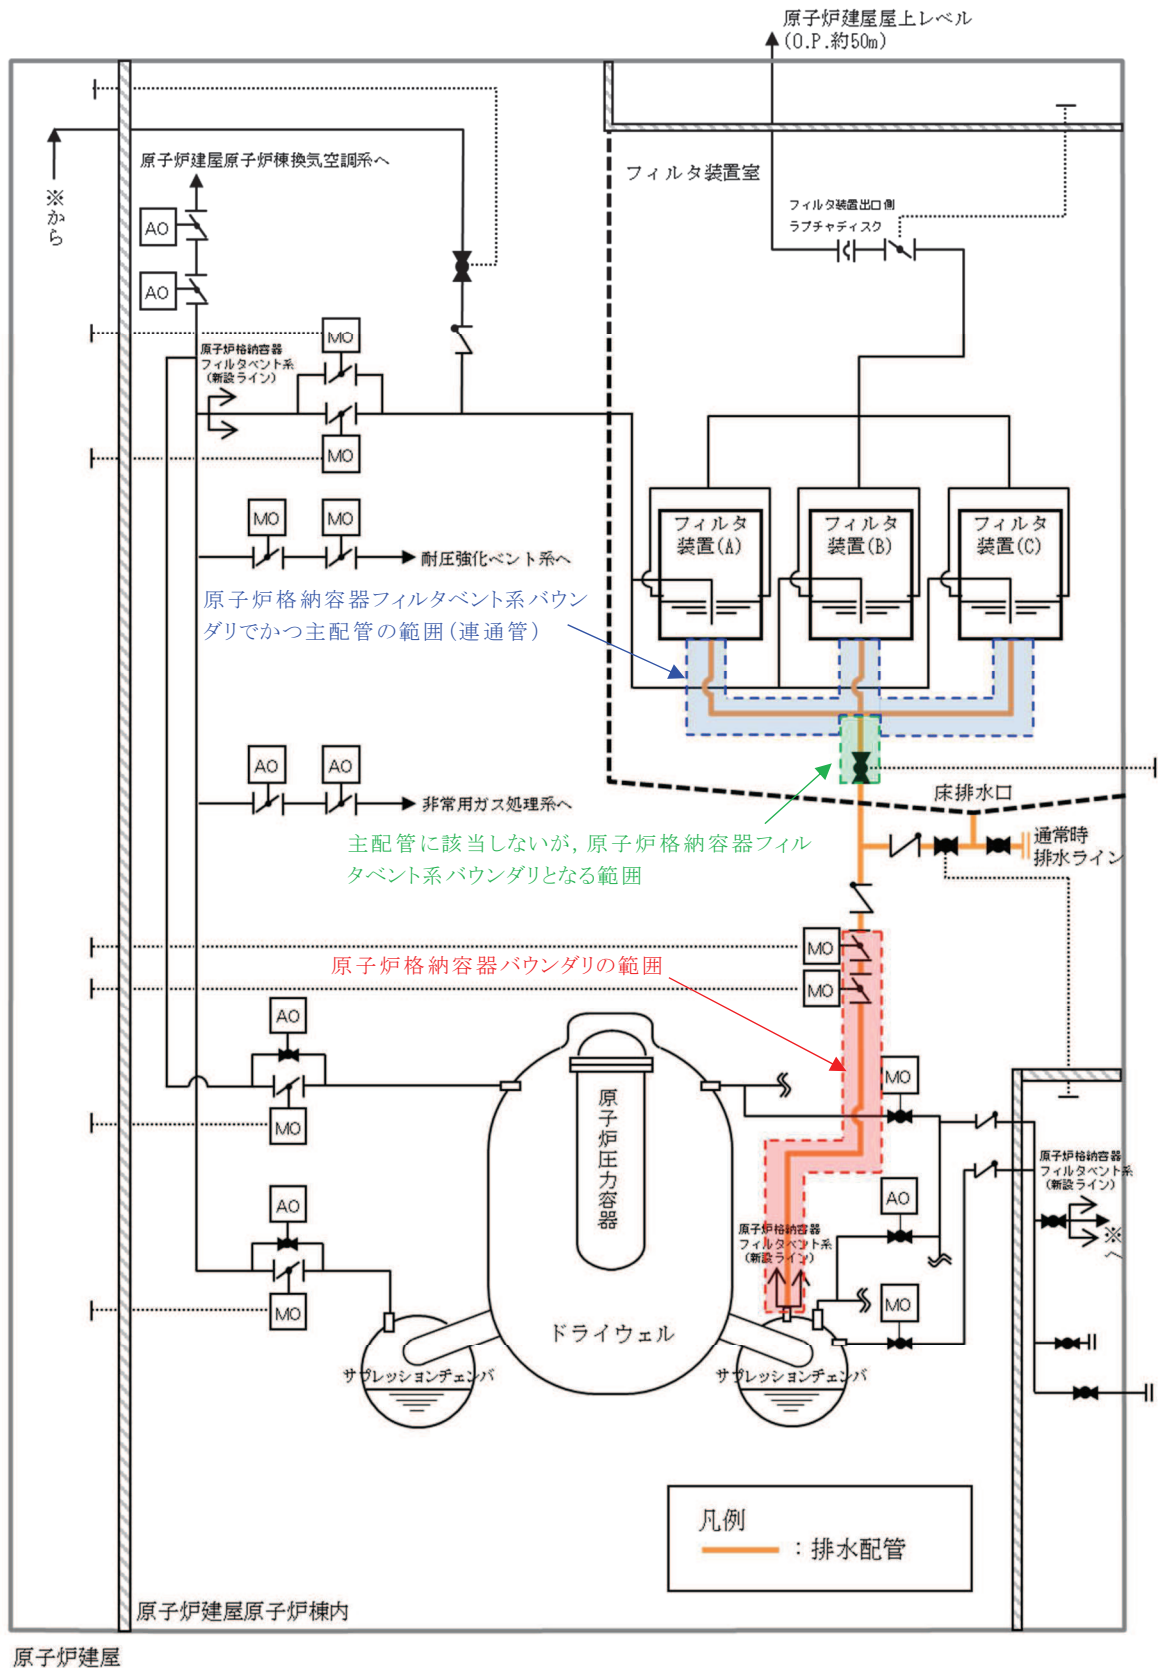 原子炉建屋屋上レベル
(O.P.約50m)
※から
原子炉建屋原子炉棟換気空調系へ
AO
AO
フィルタ装置室
フィルタ装置出口側
ラプチャディスク
MO
原子炉格納容器
フィルタベント系
(新設ライン)
MO
MO
MO
耐圧強化ベント系へ
フィルタ
装置(A)
フィルタ
装置(B)
フィルタ
装置(C)
原子炉格納容器フィルタベント系バウン
ダリでかつ主配管の範囲(連通管)
AO
AO
非常用ガス処理系へ
床排水口
通常時
排水ライン
主配管に該当しないが，原子炉格納容器フィル
タベント系バウンダリとなる範囲
MO
MO
原子炉格納容器バウンダリの範囲
AO
MO
原子炉圧力容器
MO
原子炉格納容器
フィルタベント系
(新設ライン)
※へ
AO
AO
MO
原子炉格納容器
フィルタベント系
(新設ライン)
MO
ドライウェル
サプレッションチェンバ
サプレッションチェンバ
凡例
：排水配管
原子炉建屋原子炉棟内
原子炉建屋